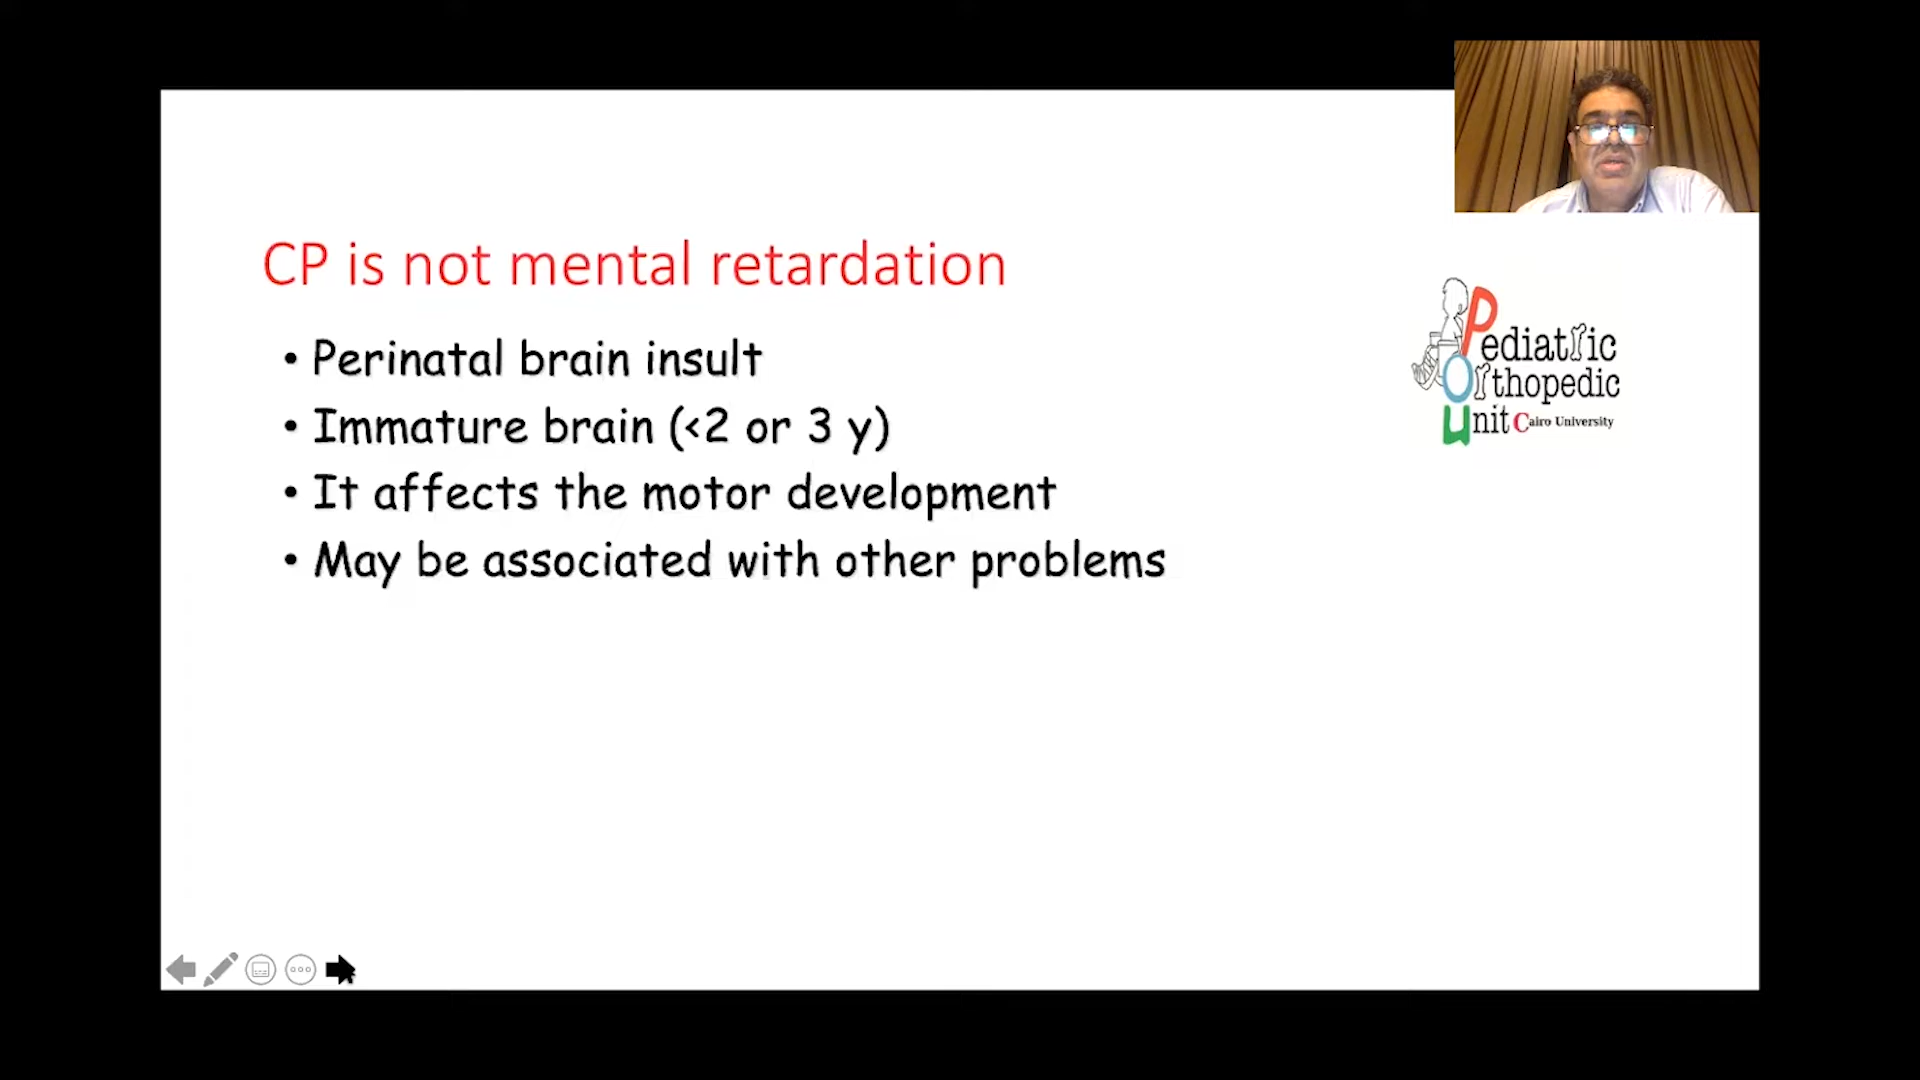 CP is not mental retardation
• Perinatal brain insult
• Immature brain (<2 or 3 y)
• It affects the motor development
• May be associated with other problems
Pediatric
Orthopedic
Unit Cairo University